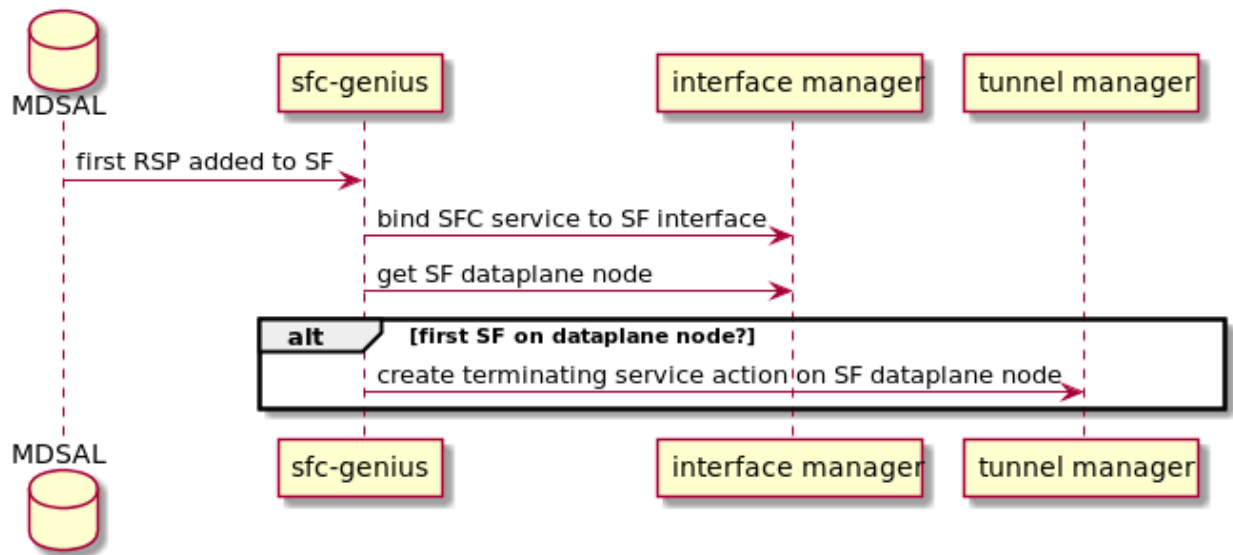 MDSAL
sfc-genius
interface manager
tunnel manager
first RSP added to SF
bind SFC service to SF interface
get SF dataplane node
alt
[first SF on dataplane node?]
create terminating service action on SF dataplane node
MDSAL
sfc-genius
interface manager
tunnel manager